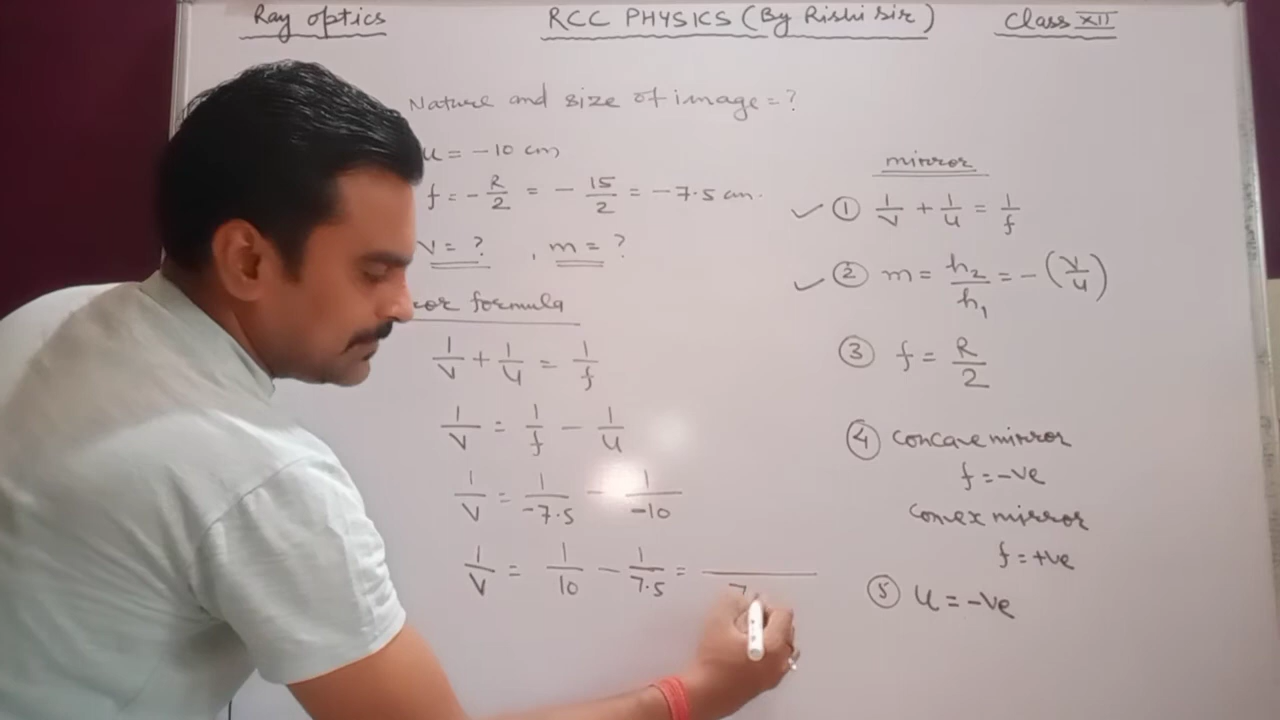 Ray optics RCC PHYSICS (By Rishi Sir) Class XII
Nature and size of image = ?
u = -10 cm
f = - R/2 = - 15/2 = -7.5 cm.
v = ? , m = ?
formula
1/v + 1/u = 1/f
1/v = 1/f - 1/u
1/v = 1/-7.5 - 1/-10
1/v = 1/10 - 1/7.5 =
mirror
① 1/v + 1/u = 1/f
② m = h₂/h₁ = - (v/u)
③ f = R/2
④ Concave mirror
f = -ve
Convex mirror
f = +ve
⑤ u = -ve